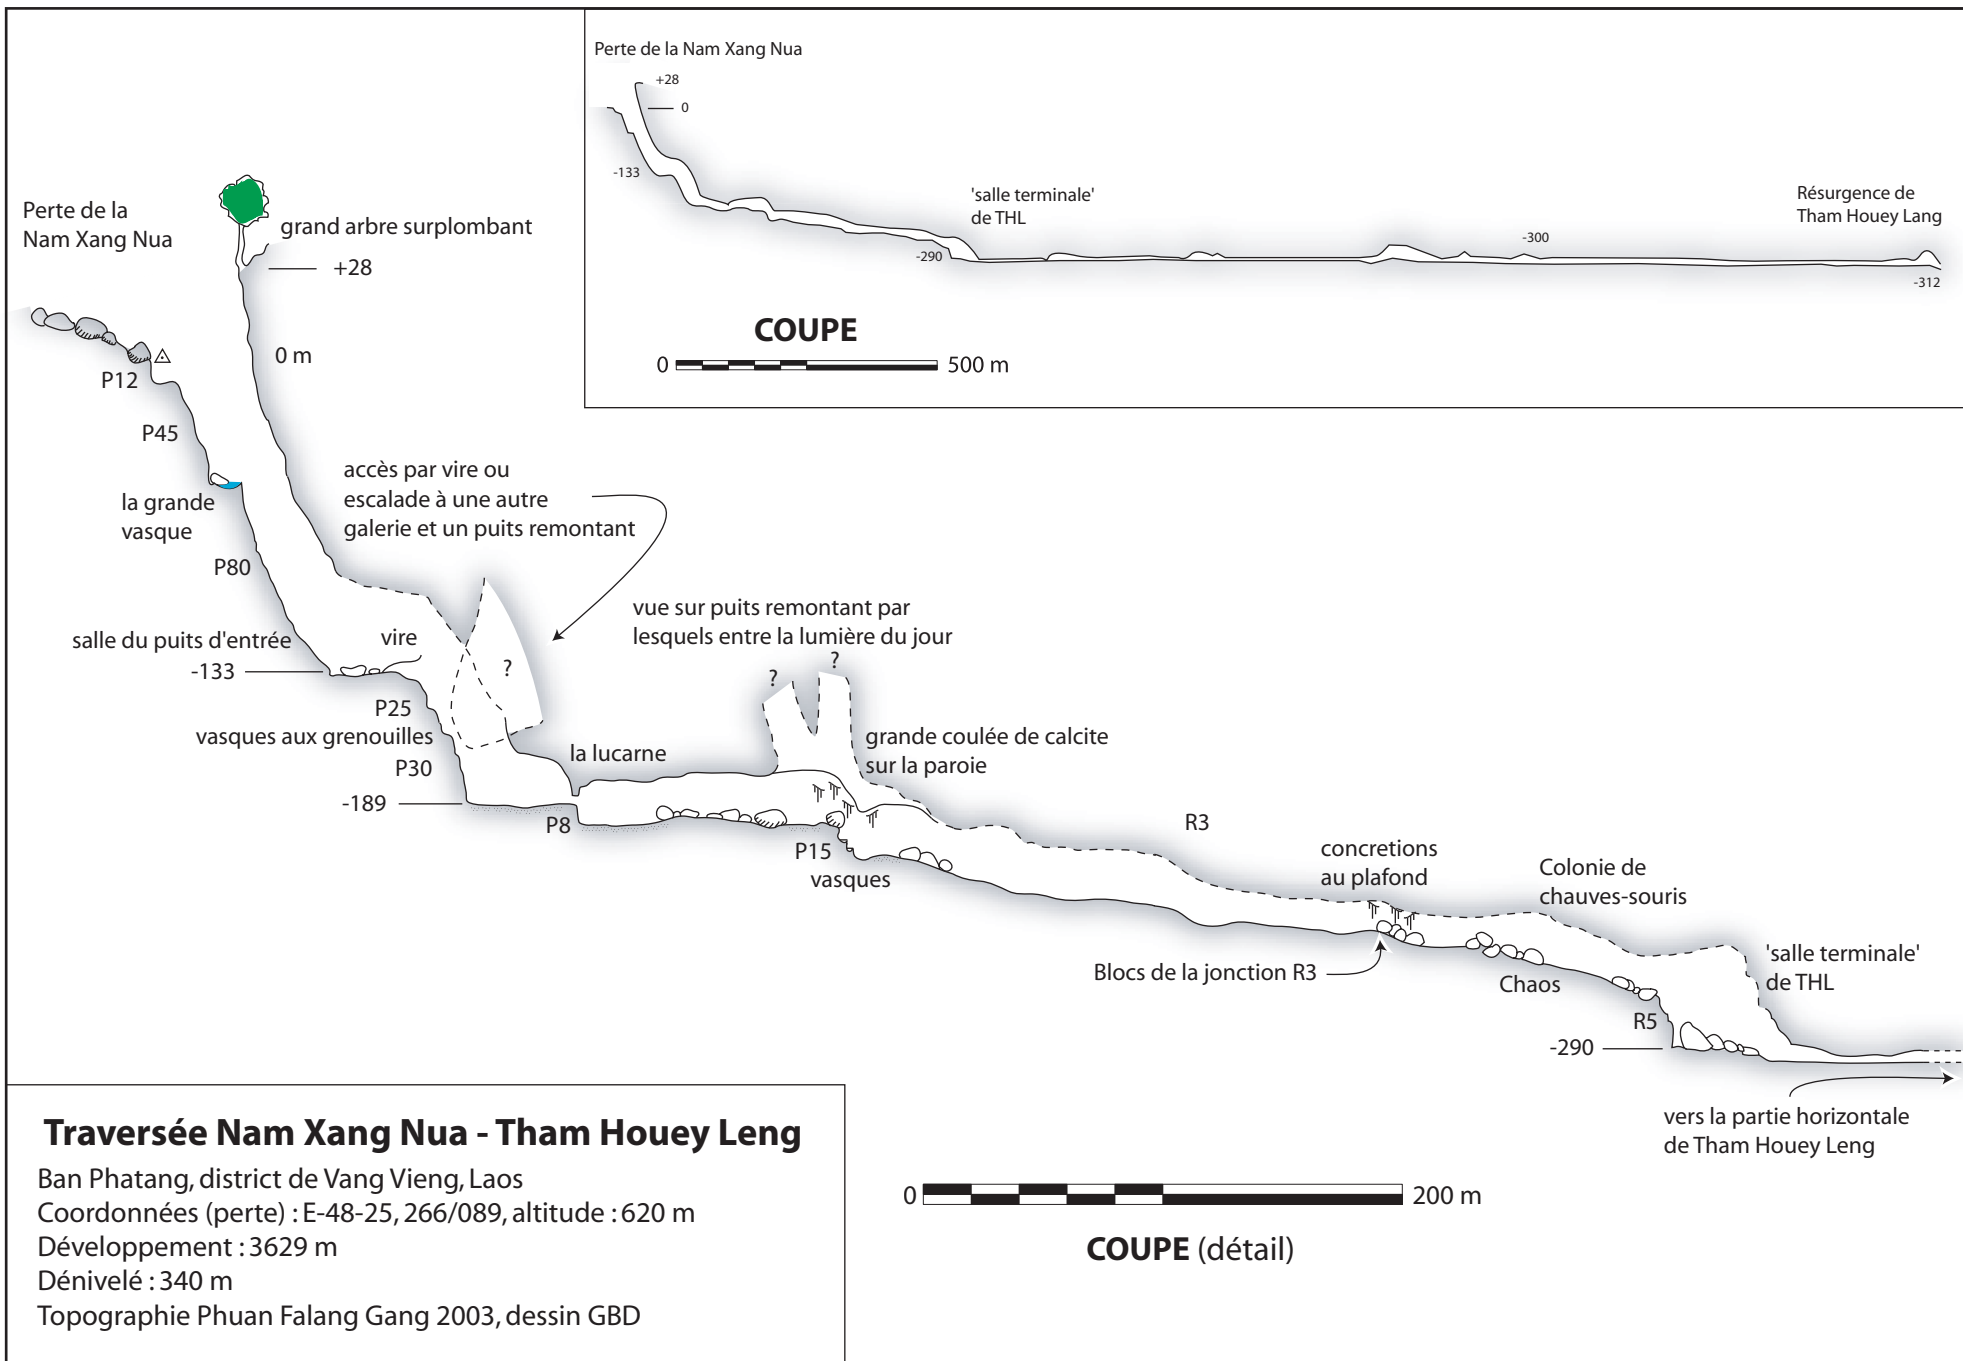 Perte de la Nam Xang Nua
+28
0
-133
'salle terminale'
de THL
-290
-300
Résurgence de
Tham Houey Lang
-312
COUPE
0 500 m
Perte de la
Nam Xang Nua
grand arbre surplombant
+28
0 m
P12
P45
la grande
vasque
P80
accès par vire ou
escalade à une autre
galerie et un puits remontant
salle du puits d'entrée
-133
vire
?
P25
vasques aux grenouilles
P30
-189
la lucarne
P8
vue sur puits remontant par
lesquels entre la lumière du jour
?
?
grande coulée de calcite
sur la paroie
P15
vasques
R3
concretions
au plafond
Colonie de
chauves-souris
Blocs de la jonction R3
Chaos
'salle terminale'
de THL
R5
-290
vers la partie horizontale
de Tham Houey Leng
0 200 m
COUPE (détail)
Traversée Nam Xang Nua - Tham Houey Leng
Ban Phatang, district de Vang Vieng, Laos
Coordonnées (perte) : E-48-25, 266/089, altitude : 620 m
Développement : 3629 m
Dénivelé : 340 m
Topographie Phuan Falang Gang 2003, dessin GBD